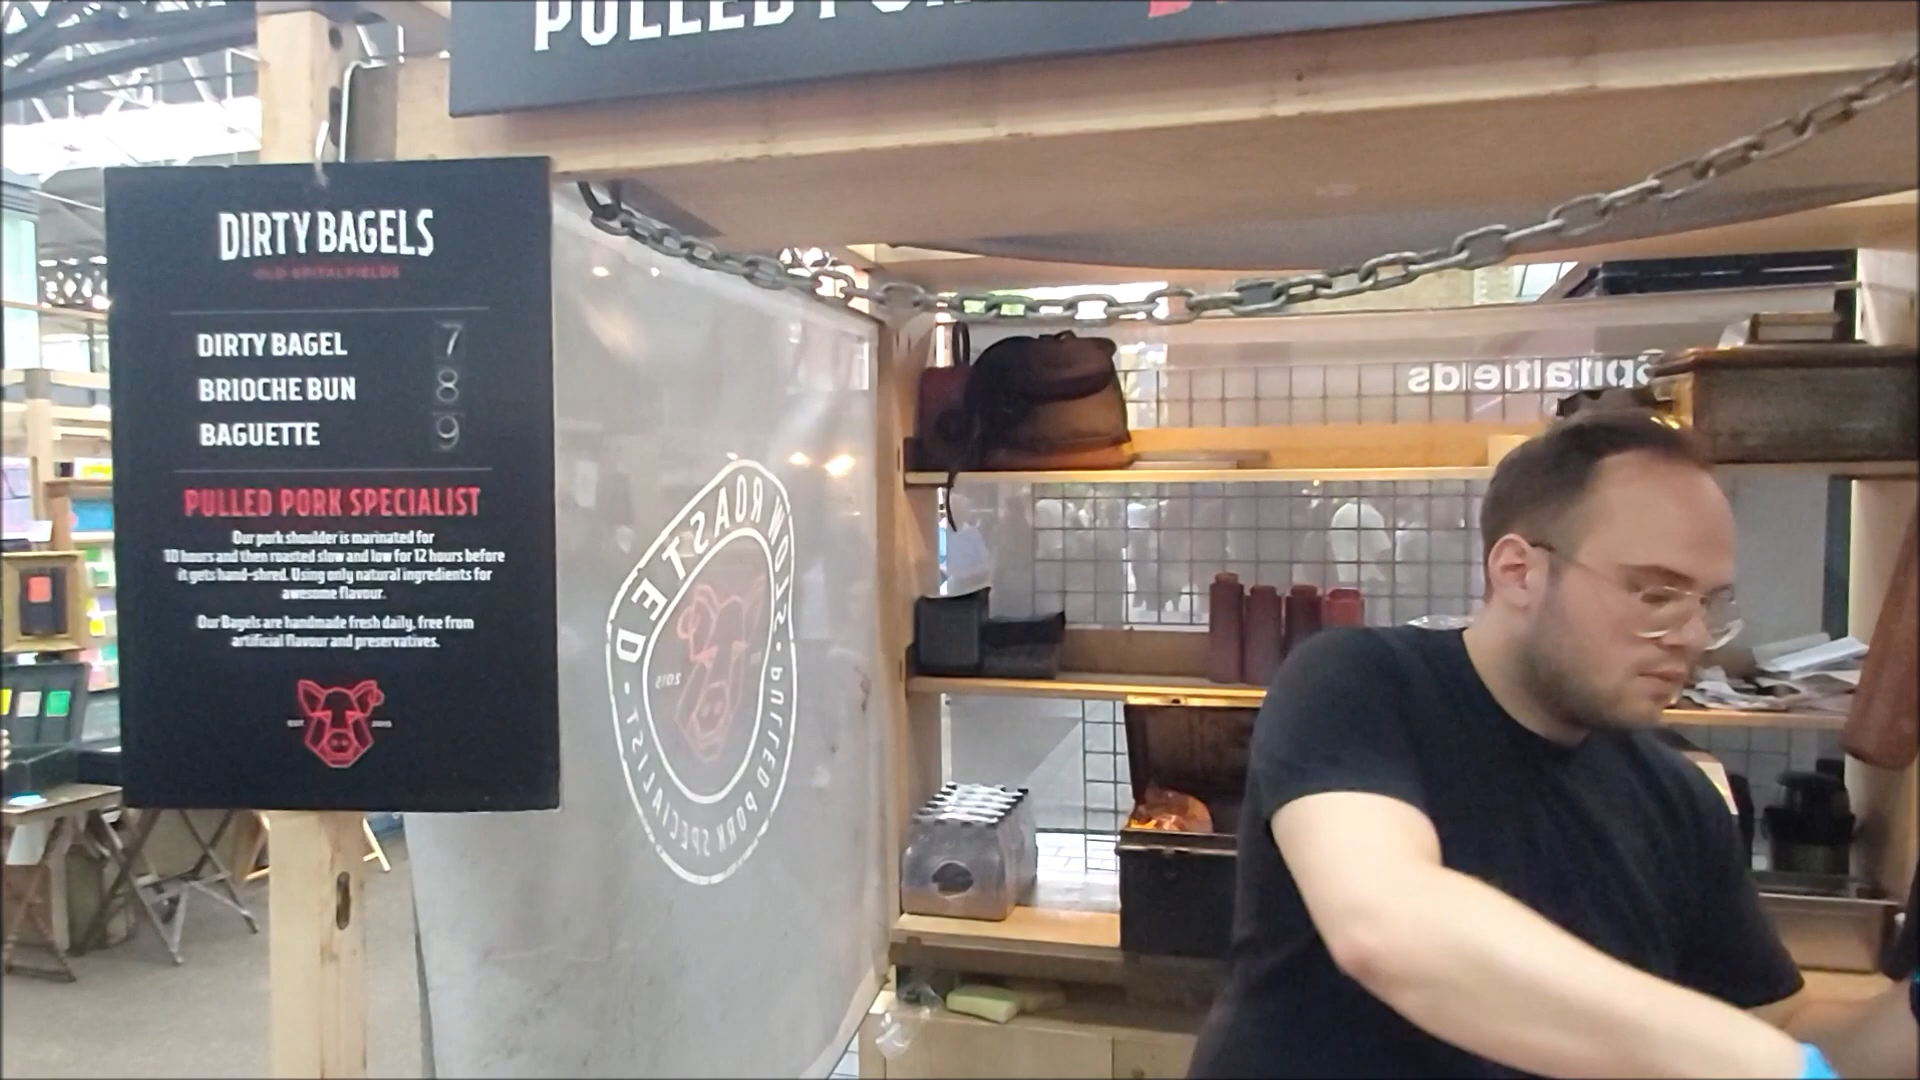 PULLED PORK
DIRTY BAGELS
OLD SPITALFIELDS
DIRTY BAGEL 7
BRIOCHE BUN 8
BAGUETTE 9
PULLED PORK SPECIALIST
Our pork shoulder is marinated for
10 hours and then roasted slow and low for 12 hours before
it gets hand-shred. Using only natural ingredients for
awesome flavour.
Our Bagels are handmade fresh daily, free from
artificial flavour and preservatives.
EST 2015
SLOW ROASTED · PULLED PORK SPECIALIST ·
2015
Spitalfields